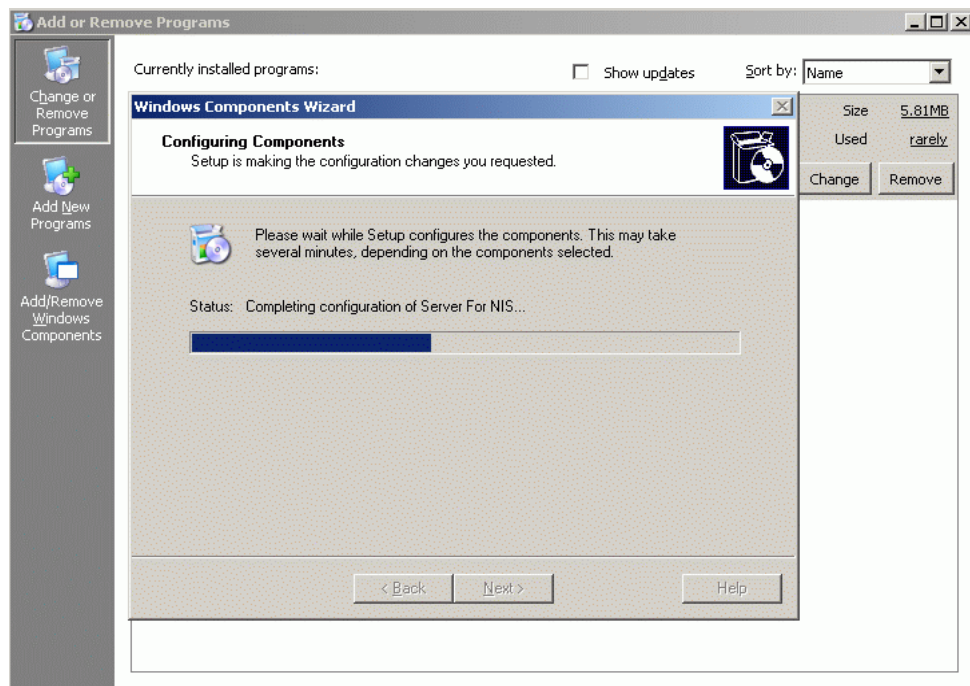 Add or Remove Programs
Change or
Remove
Programs
Add New
Programs
Add/Remove
Windows
Components
Currently installed programs:
Show updates
Sort by:
Name
Size
5.81MB
Used
rarely
Change
Remove
Windows Components Wizard
Configuring Components
Setup is making the configuration changes you requested.
Please wait while Setup configures the components. This may take
several minutes, depending on the components selected.
Status: Completing configuration of Server For NIS...
< Back
Next >
Help